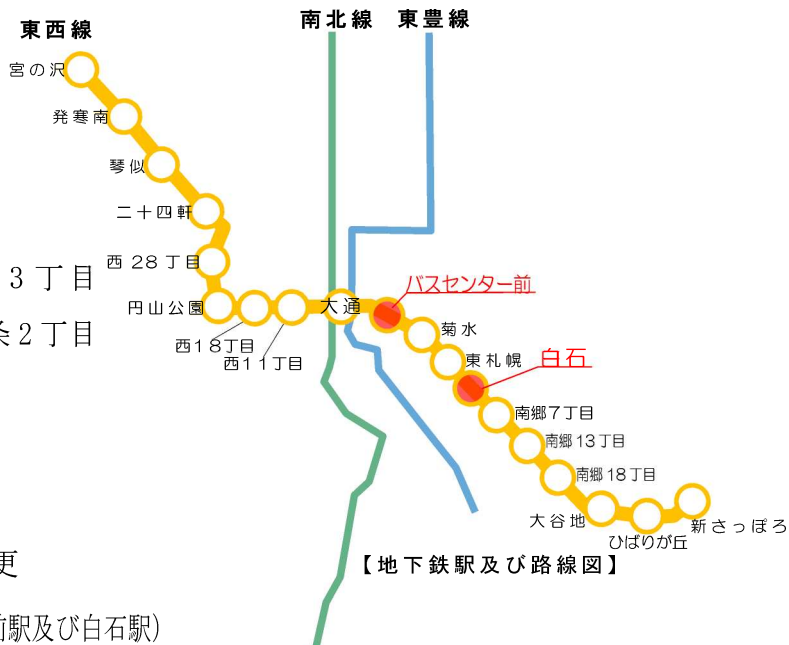 東西線
南北線
東豊線
宮の沢
発寒南
琴似
二十四軒
西28丁目
円山公園
西18丁目
西11丁目
大通
バスセンター前
菊水
東札幌
白石
南郷7丁目
南郷13丁目
南郷18丁目
大谷地
ひばりが丘
新さっぽろ
3丁目
条2丁目
【地下鉄駅及び路線図】
更
前駅及び白石駅)